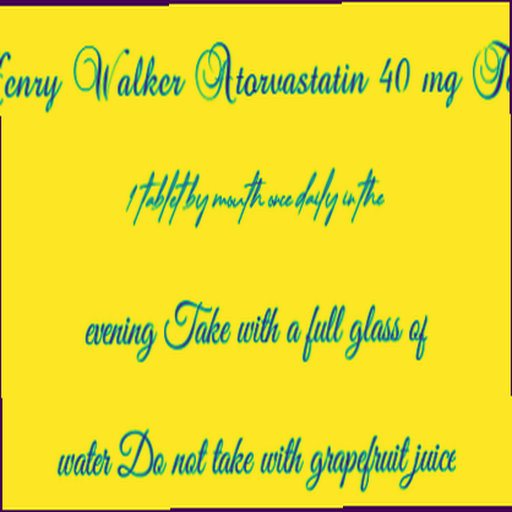 Walker Atorvastatin 40 mg
1 tablet by mouth once daily in the
evening Take with a full glass of
water Do not take with grapefruit juice